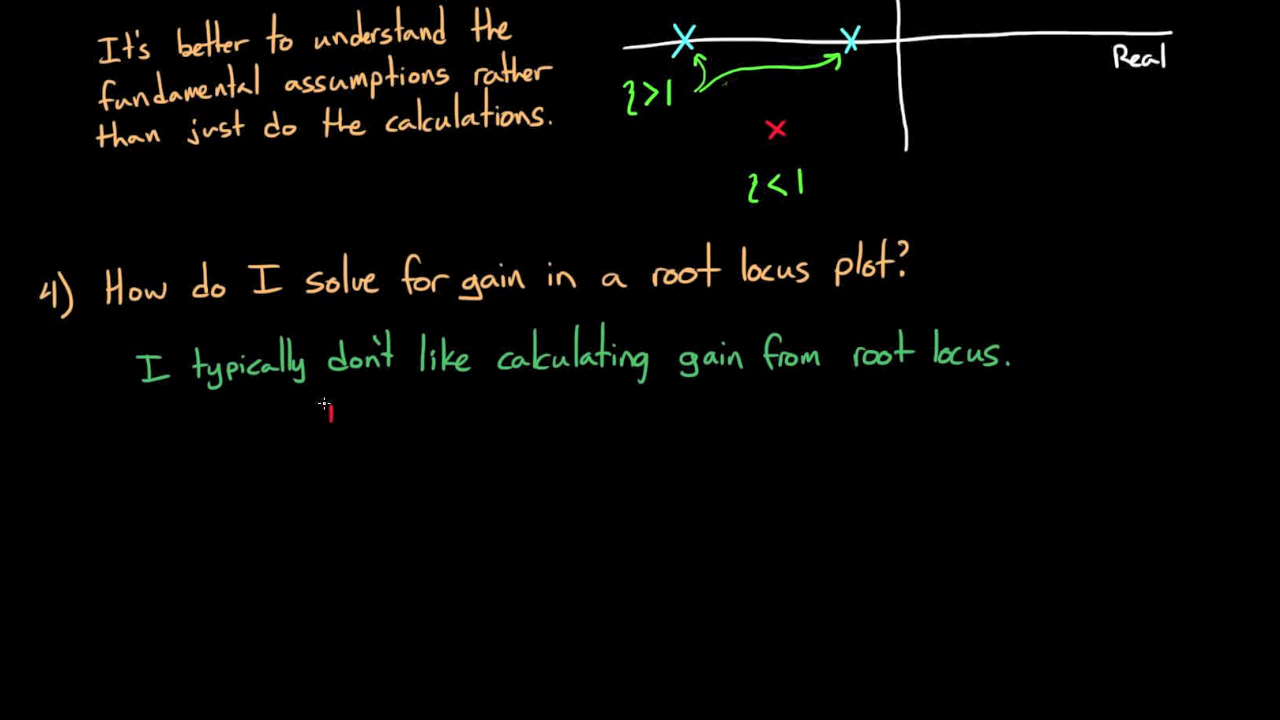 It's better to understand the
fundamental assumptions rather
than just do the calculations.
Real
ζ>1
ζ<1
4) How do I solve for gain in a root locus plot?
I typically don't like calculating gain from root locus.